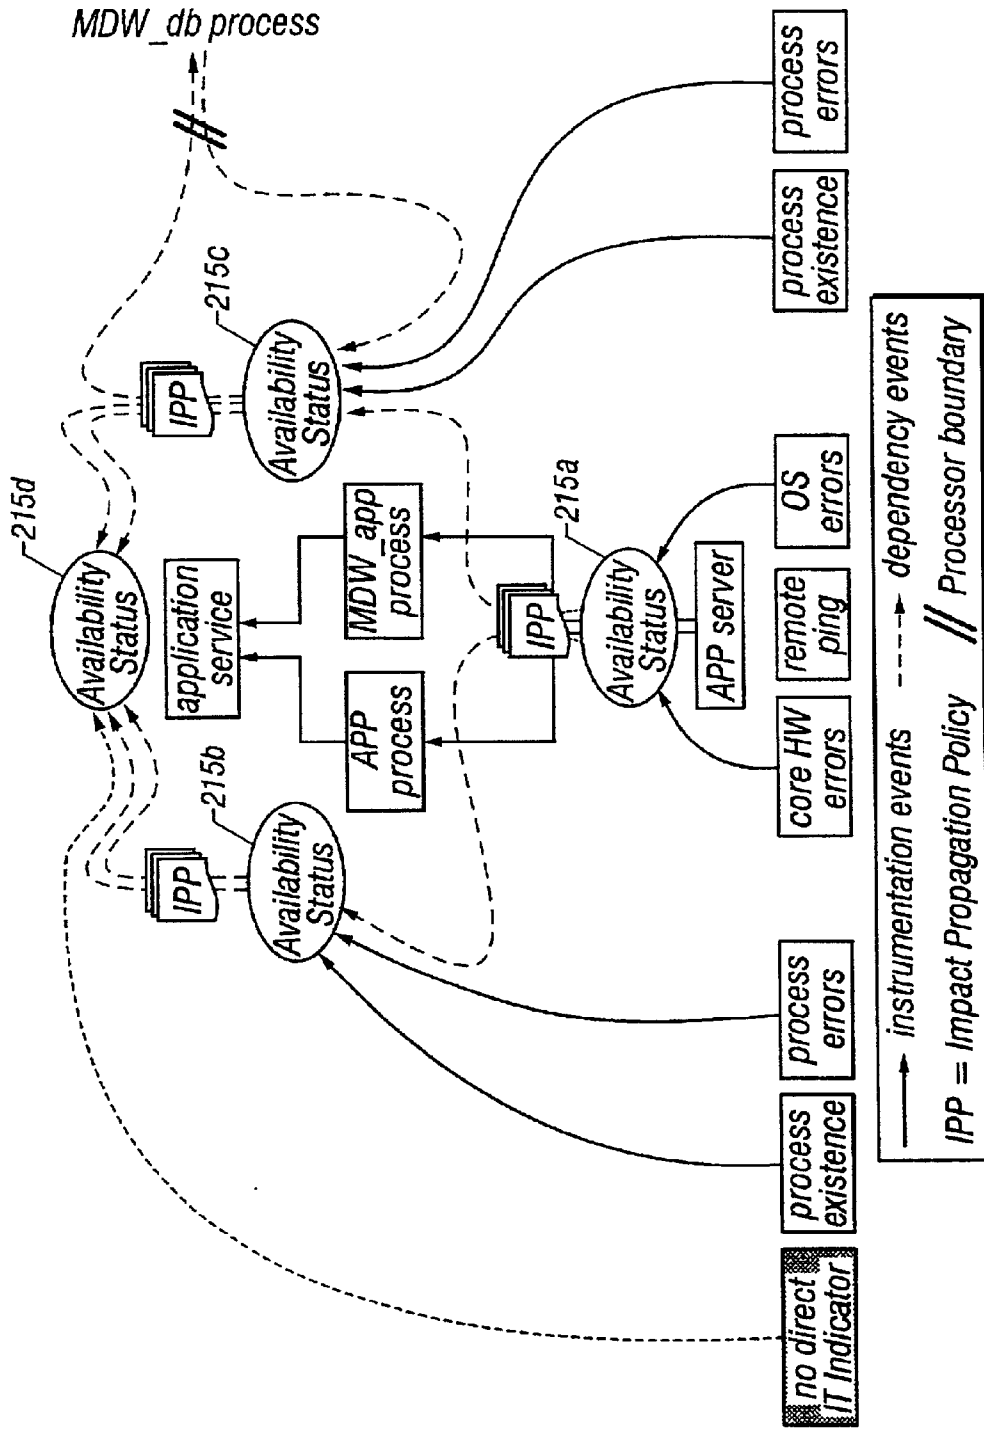 MDW_db process
215d
215c
Availability
Status
IPP
Availability
Status
application
service
215b
IPP
Availability
Status
APP
process
MDW_app
process
215a
IPP
Availability
Status
APP server
no direct
IT Indicator
process
existence
process
errors
core HW
errors
remote
ping
OS
errors
process
existence
process
errors
instrumentation events
dependency events
IPP = Impact Propagation Policy
// Processor boundary